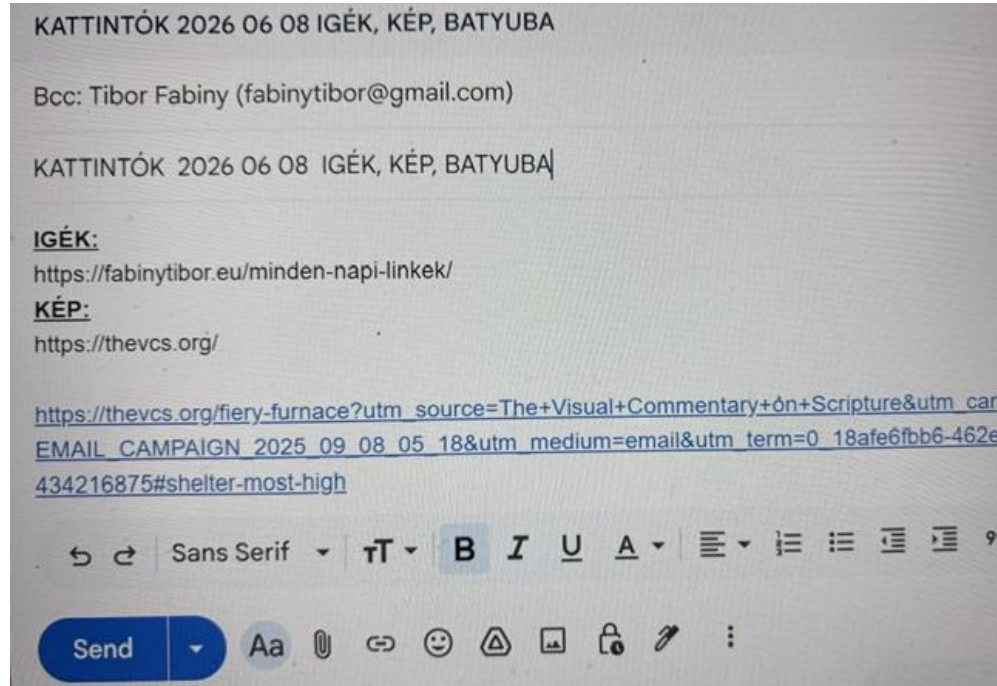 KATTINTÓK 2026 06 08 IGÉK, KÉP, BATYUBA
Bcc: Tibor Fabiny (fabinytibor@gmail.com)
KATTINTÓK 2026 06 08 IGÉK, KÉP, BATYUBA
IGÉK:
https://fabinytibor.eu/minden-napi-linkek/
KÉP:
https://thevcs.org/
https://thevcs.org/fiery-furnace?utm_source=The+Visual+Commentary+on+Scripture&utm_car
EMAIL_CAMPAIGN_2025_09_08_05_18&utm_medium=email&utm_term=0_18afe6fbb6-462e
434216875#shelter-most-high
Sans Serif TT B I U A
Send Aa